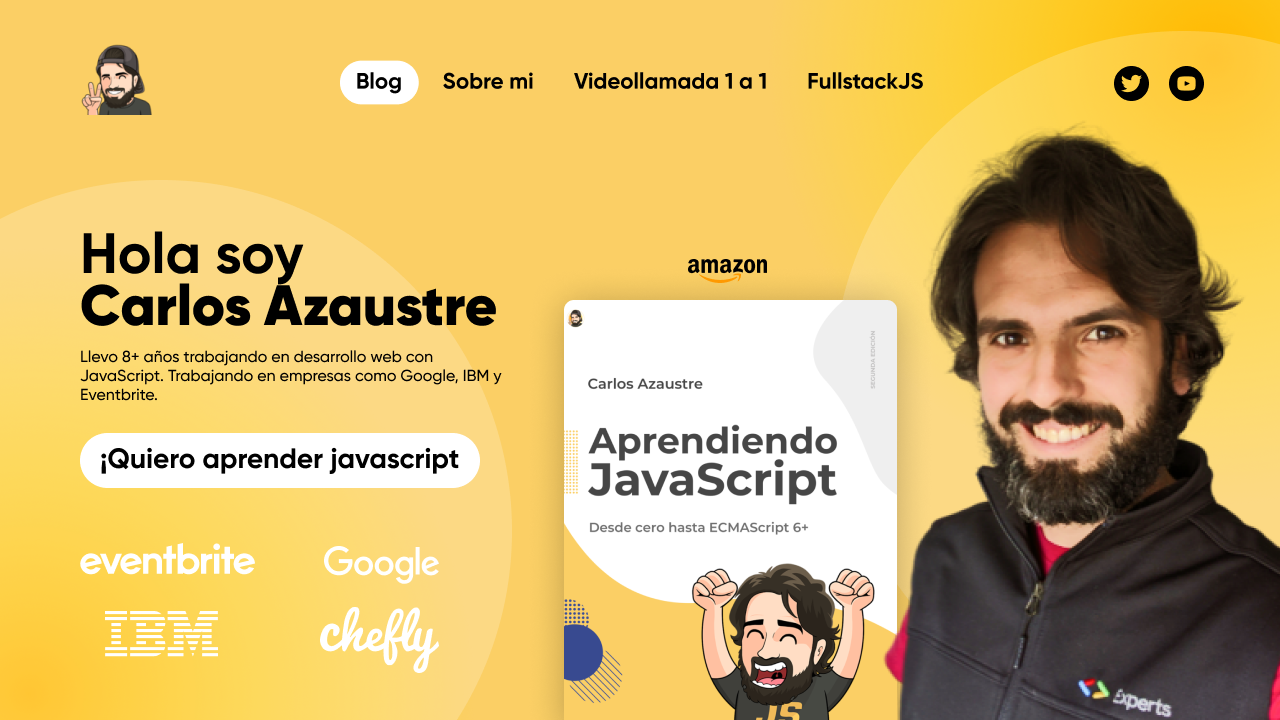 Blog
Sobre mi
Videollamada 1 a 1
FullstackJS
Hola soy
Carlos Azaustre
Llevo 8+ años trabajando en desarrollo web con
JavaScript. Trabajando en empresas como Google, IBM y
Eventbrite.
¡Quiero aprender javascript
eventbrite
Google
IBM
chefly
amazon
SEGUNDA EDICIÓN
Carlos Azaustre
Aprendiendo
JavaScript
Desde cero hasta ECMAScript 6+
JS
Experts